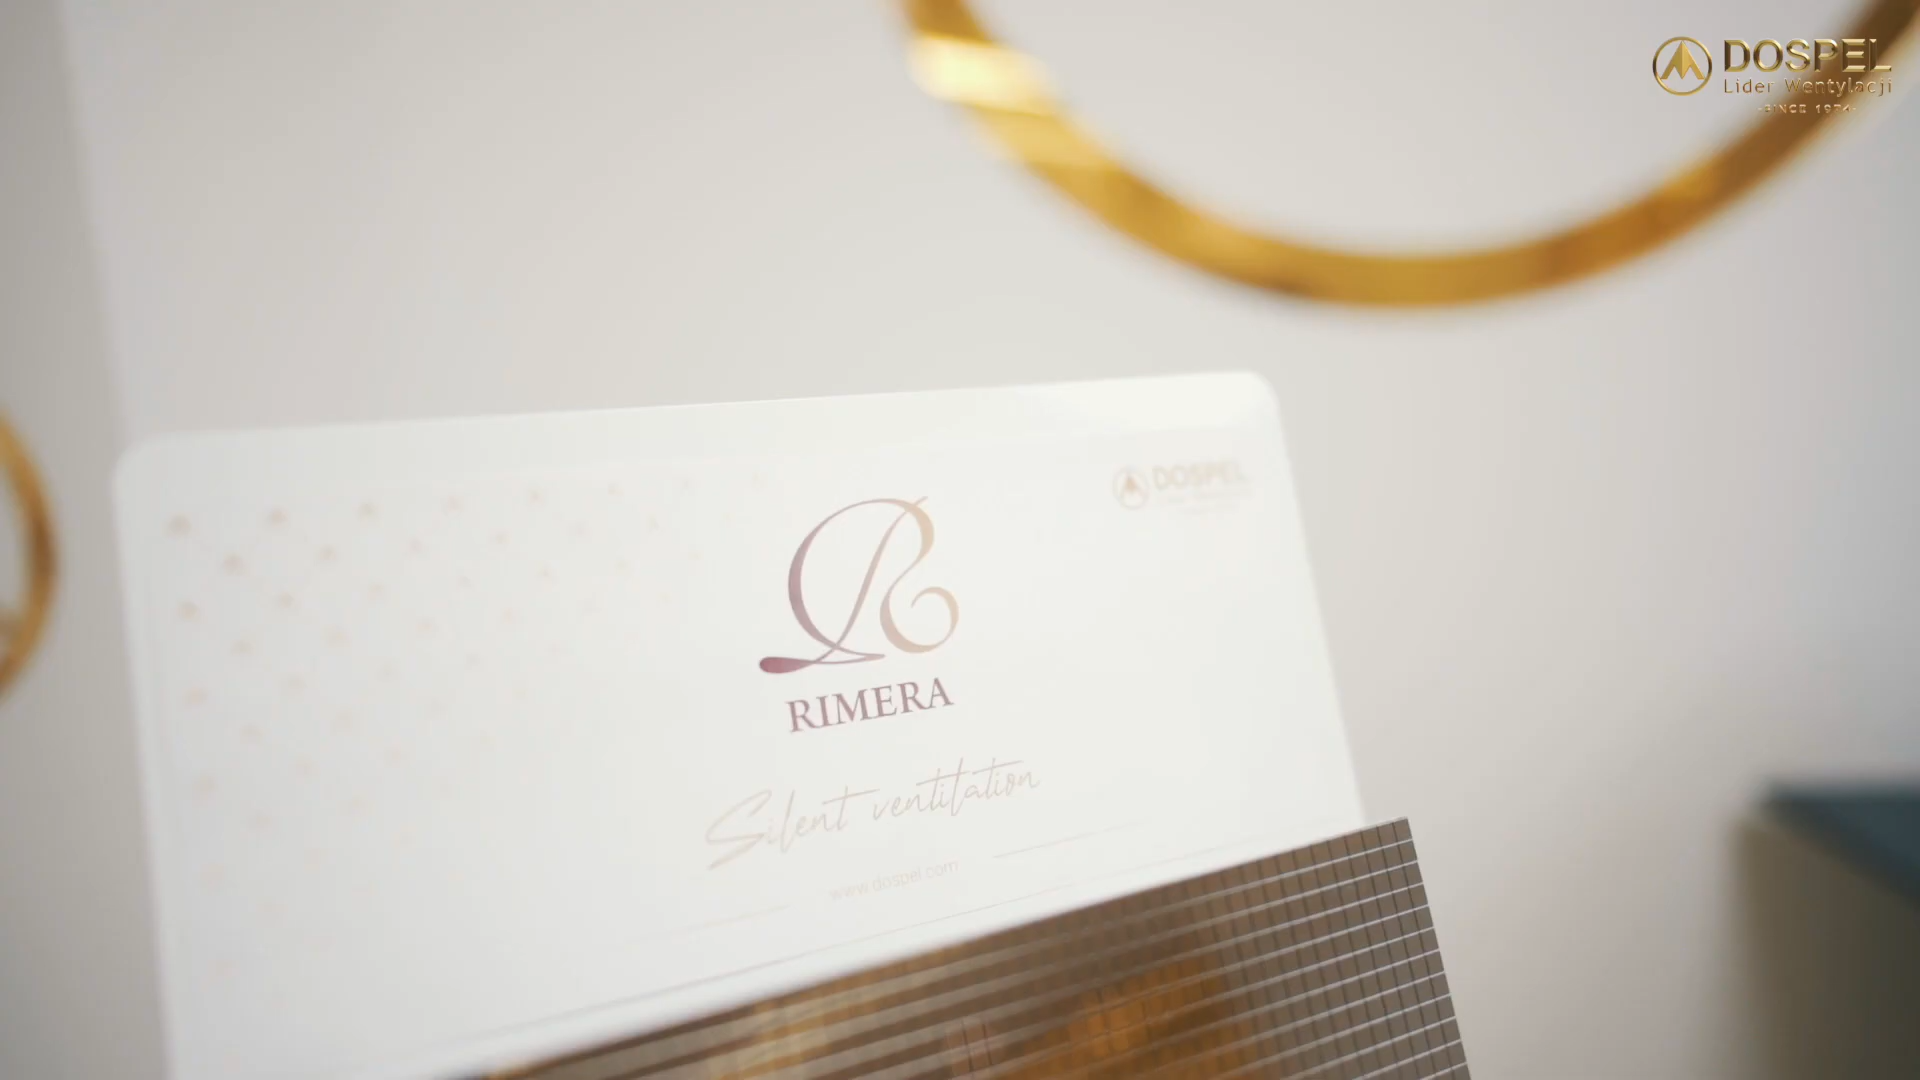 DOSPEL
Lider Wentylacji
SINCE 1974
DOSPEL
RIMERA
Silent ventilation
www.dospel.com